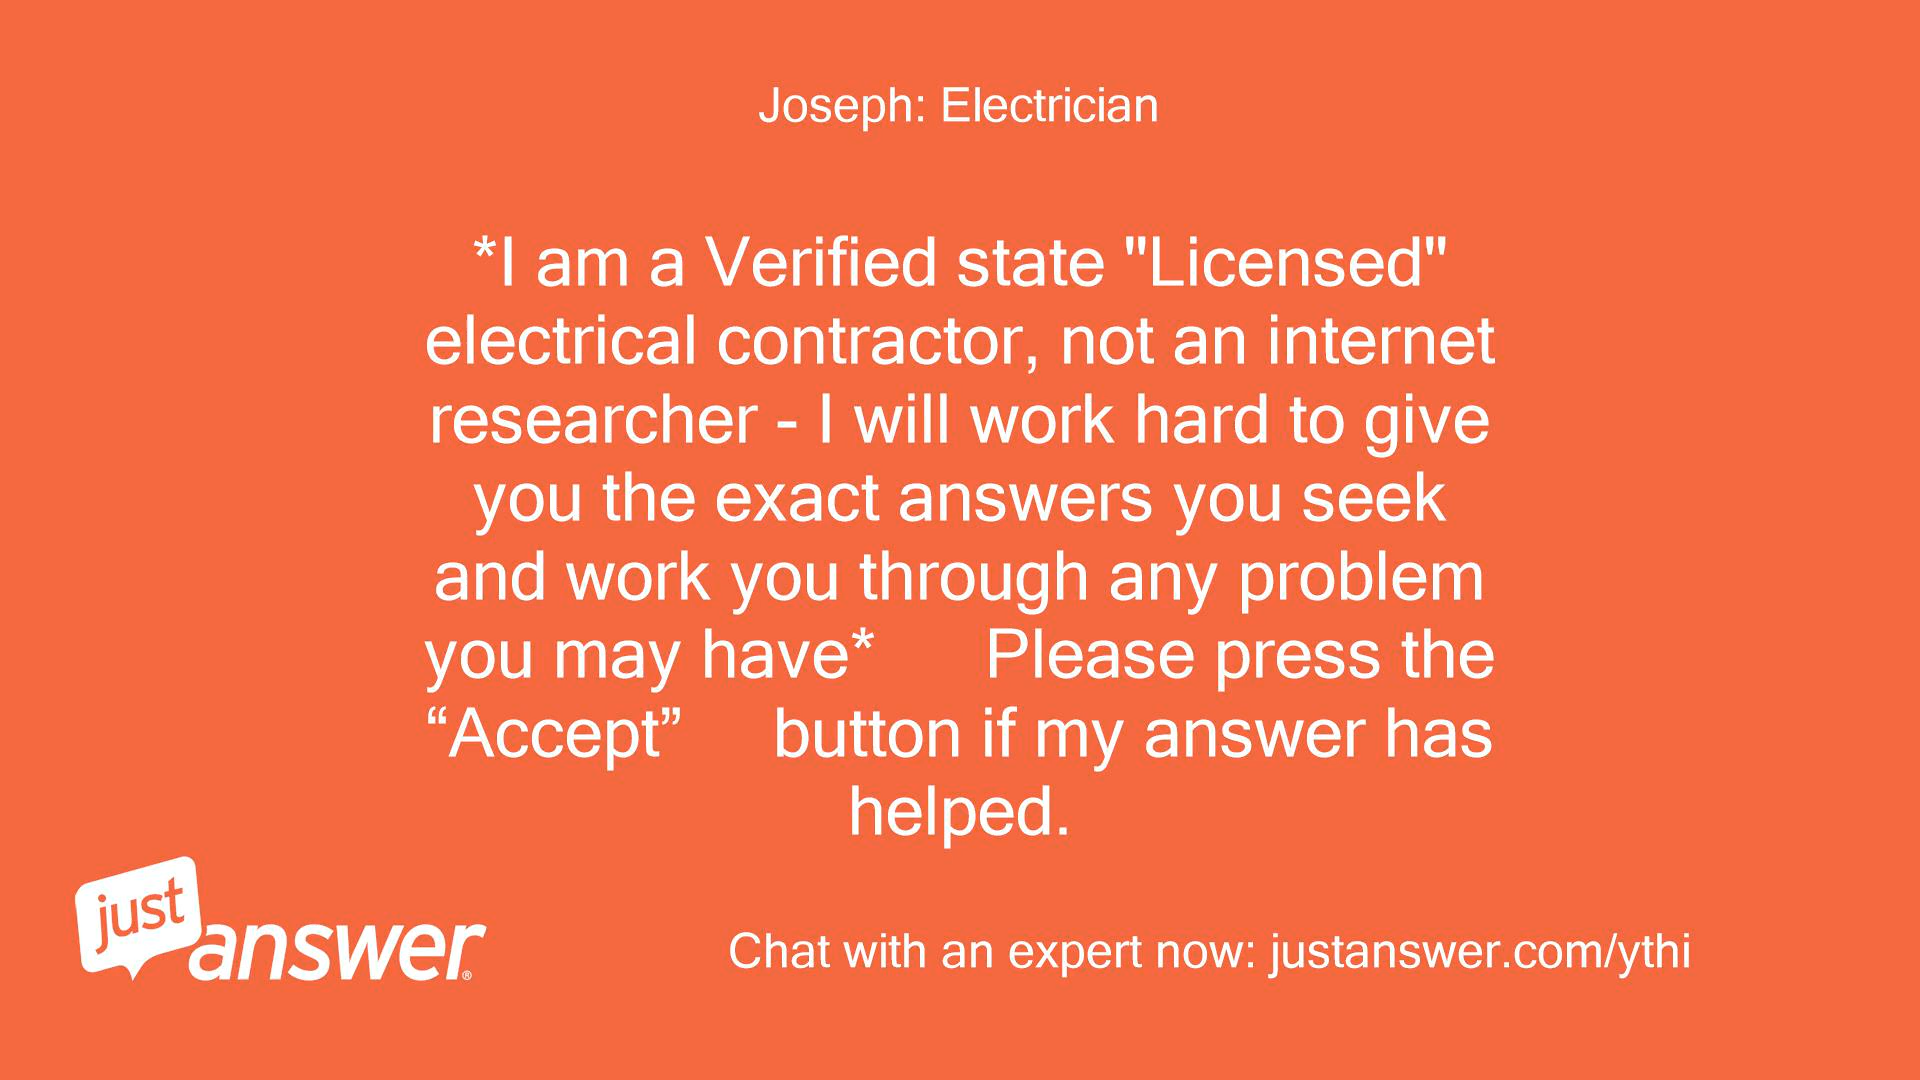 Joseph: Electrician
*I am a Verified state "Licensed"
electrical contractor, not an internet
researcher - I will work hard to give
you the exact answers you seek
and work you through any problem
you may have* Please press the
“Accept” button if my answer has
helped.
just
answer®
Chat with an expert now: justanswer.com/ythi